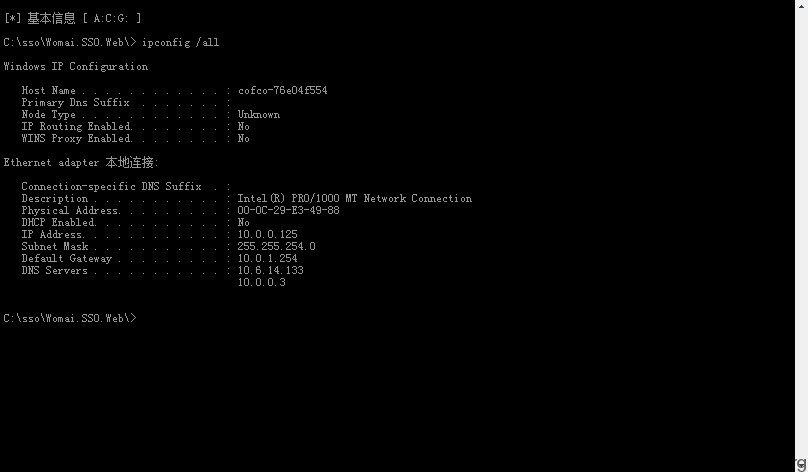 [*] 基本信息 [ A:C:G: ]
C:\sso\Womai.SSO.Web\> ipconfig /all
Windows IP Configuration
Host Name . . . . . . . . . . . . : cofco-76e04f554
Primary Dns Suffix  . . . . . . . :
Node Type . . . . . . . . . . . . : Unknown
IP Routing Enabled. . . . . . . . : No
WINS Proxy Enabled. . . . . . . . : No
Ethernet adapter 本地连接:
Connection-specific DNS Suffix  . :
Description . . . . . . . . . . . : Intel(R) PRO/1000 MT Network Connection
Physical Address. . . . . . . . . : 00-0C-29-E3-49-88
DHCP Enabled. . . . . . . . . . . : No
IP Address. . . . . . . . . . . . : 10.0.0.125
Subnet Mask . . . . . . . . . . . : 255.255.254.0
Default Gateway . . . . . . . . . : 10.0.1.254
DNS Servers . . . . . . . . . . . : 10.6.14.133
10.0.0.3
C:\sso\Womai.SSO.Web\>
rg